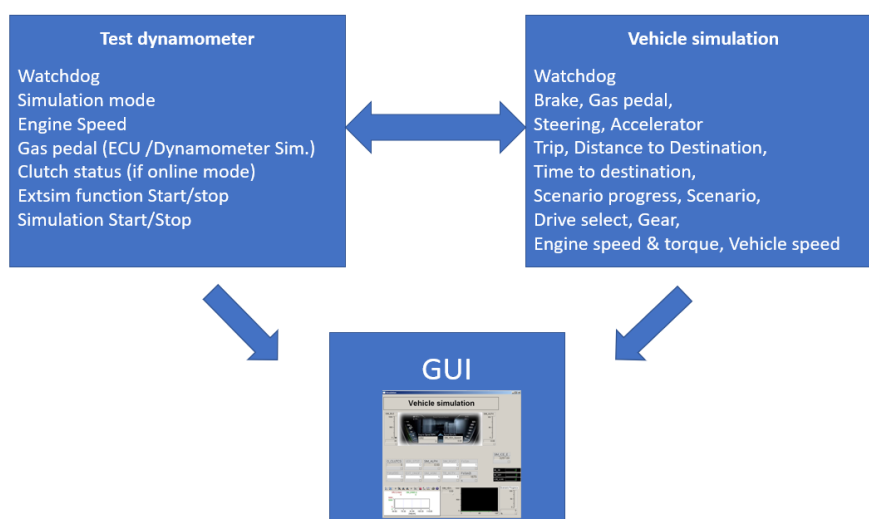 Test dynamometer
Watchdog
Simulation mode
Engine Speed
Gas pedal (ECU /Dynamometer Sim.)
Clutch status (if online mode)
Extsim function Start/stop
Simulation Start/Stop
Vehicle simulation
Watchdog
Brake, Gas pedal,
Steering, Accelerator
Trip, Distance to Destination,
Time to destination,
Scenario progress, Scenario,
Drive select, Gear,
Engine speed & torque, Vehicle speed
GUI
Vehicle simulation